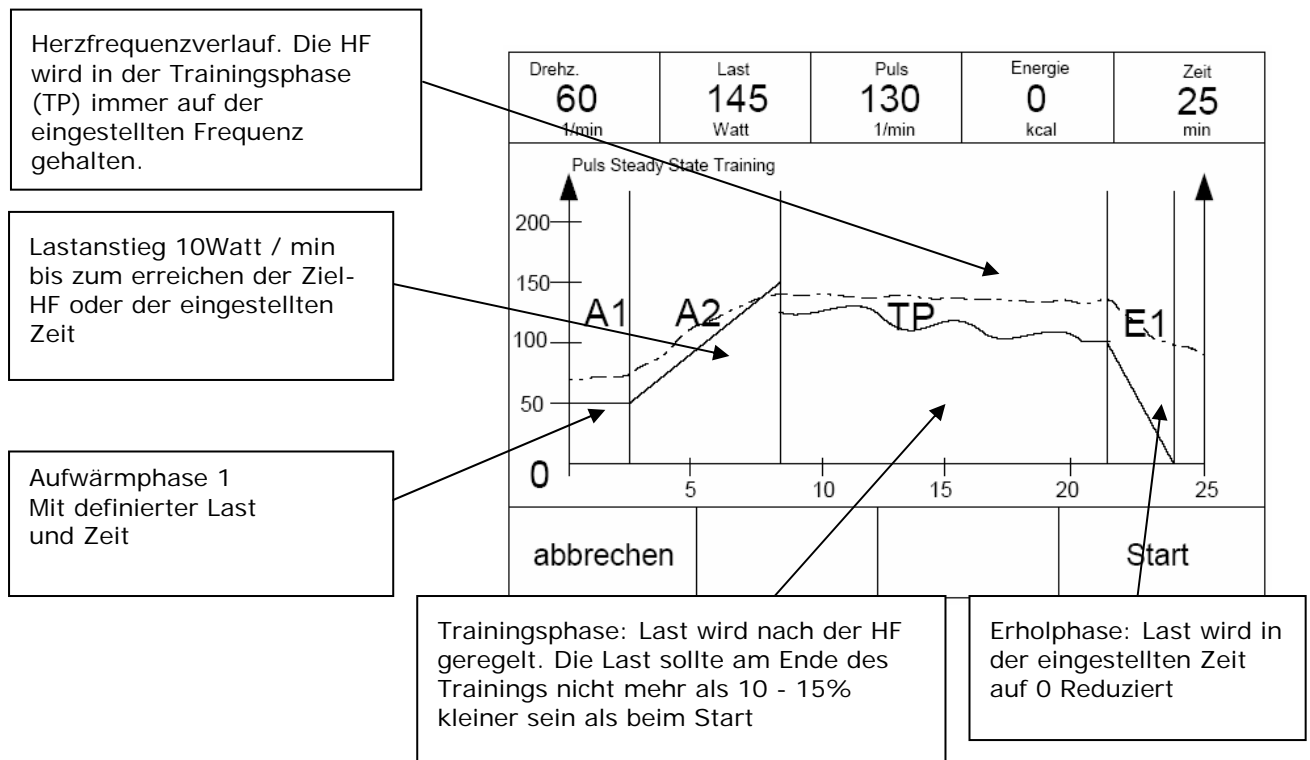 Herzfrequenzverlauf. Die HF
wird in der Trainingsphase
(TP) immer auf der
eingestellten Frequenz
gehalten.
Lastanstieg 10Watt / min
bis zum erreichen der Ziel-
HF oder der eingestellten
Zeit
Aufwärmphase 1
Mit definierter Last
und Zeit
Drehz.
60
1/min
Last
145
Watt
Puls
130
1/min
Energie
0
kcal
Zeit
25
min
Puls Steady State Training
200
150
100
50
0
A1
A2
TP
E1
5
10
15
20
25
abbrechen
Start
Trainingsphase: Last wird nach der HF
geregelt. Die Last sollte am Ende des
Trainings nicht mehr als 10 - 15%
kleiner sein als beim Start
Erholphase: Last wird in
der eingestellten Zeit
auf 0 Reduziert